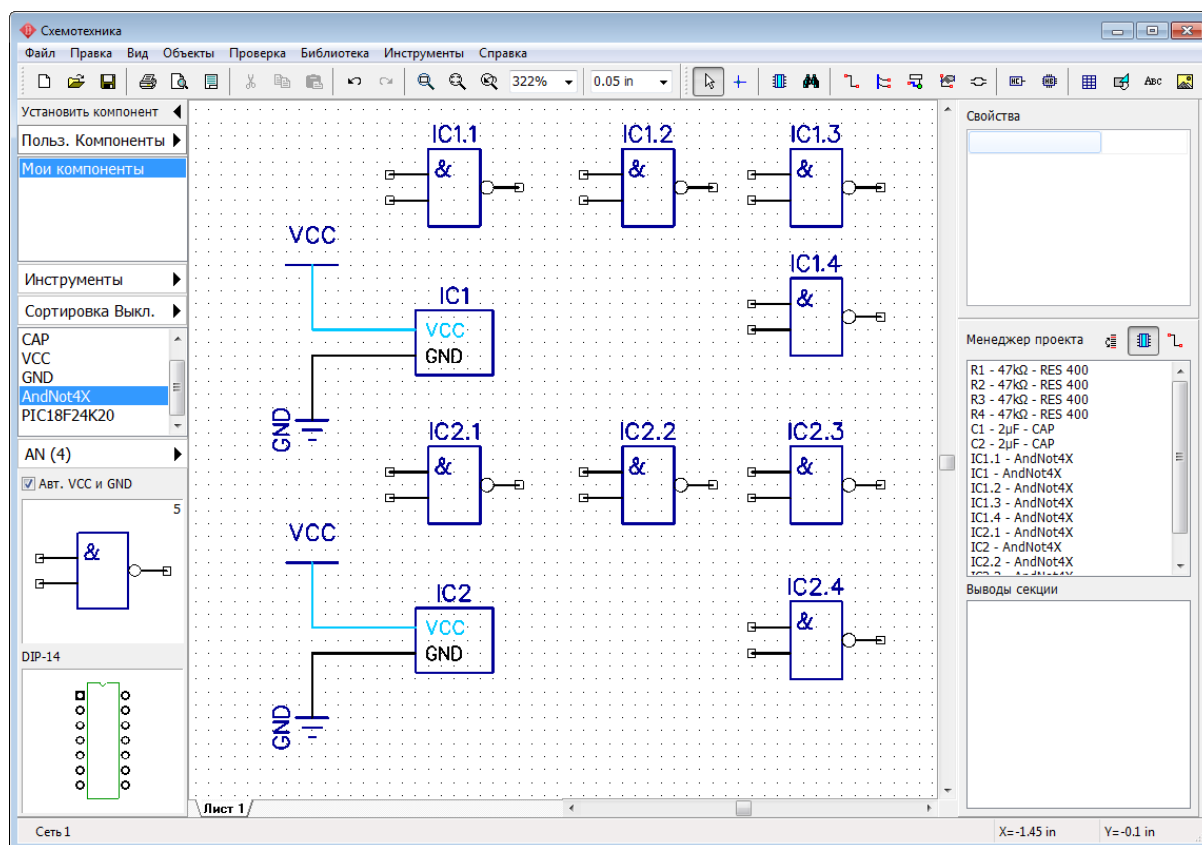 Схемотехника
Файл Правка Вид Объекты Проверка Библиотека Инструменты Справка
322% 0.05 in ABC
Установить компонент
Польз. Компоненты
Мои компоненты
Инструменты
Сортировка Выкл.
CAP
VCC
GND
AndNot4X
PIC18F24K20
AN (4)
Авт. VCC и GND
5
&
DIP-14
IC1.1 IC1.2 IC1.3
& & &
VCC
IC1.4
&
IC1
VCC
GND
GND
IC2.1 IC2.2 IC2.3
& & &
VCC
IC2 IC2.4
&
VCC
GND
GND
Лист 1
Свойства
Менеджер проекта
R1 - 47kΩ - RES 400
R2 - 47kΩ - RES 400
R3 - 47kΩ - RES 400
R4 - 47kΩ - RES 400
C1 - 2µF - CAP
C2 - 2µF - CAP
IC1.1 - AndNot4X
IC1 - AndNot4X
IC1.2 - AndNot4X
IC1.3 - AndNot4X
IC1.4 - AndNot4X
IC2.1 - AndNot4X
IC2 - AndNot4X
IC2.2 - AndNot4X
Выводы секции
Сеть 1 X=-1.45 in Y=-0.1 in